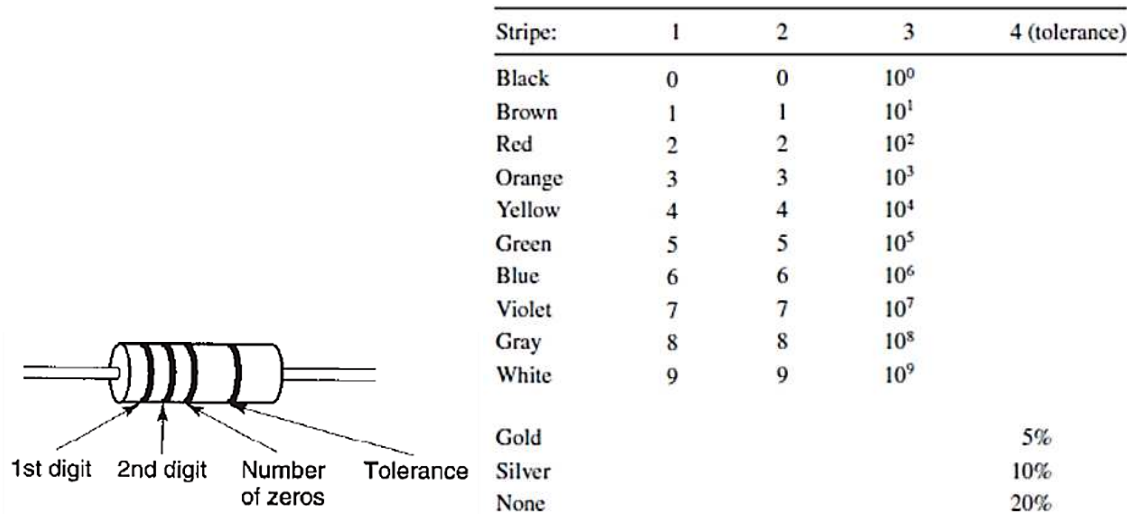 Stripe: 1 2 3 4 (tolerance)
Black 0 0 10⁰
Brown 1 1 10¹
Red 2 2 10²
Orange 3 3 10³
Yellow 4 4 10⁴
Green 5 5 10⁵
Blue 6 6 10⁶
Violet 7 7 10⁷
Gray 8 8 10⁸
White 9 9 10⁹
Gold 5%
Silver 10%
None 20%
1st digit 2nd digit Number Tolerance
of zeros